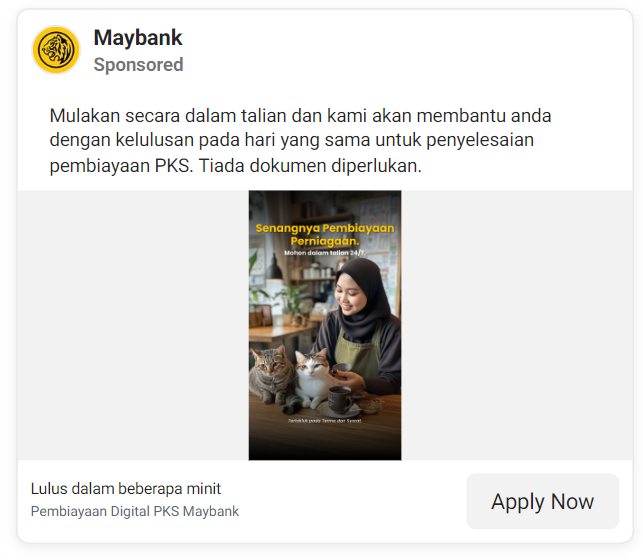 Maybank
Sponsored
Mulakan secara dalam talian dan kami akan membantu anda
dengan kelulusan pada hari yang sama untuk penyelesaian
pembiayaan PKS. Tiada dokumen diperlukan.
Senangnya Pembiayaan
Perniagaan.
Mohon dalam talian 24/7.
Tertakluk pada Terma dan Syarat.
Lulus dalam beberapa minit
Pembiayaan Digital PKS Maybank
Apply Now